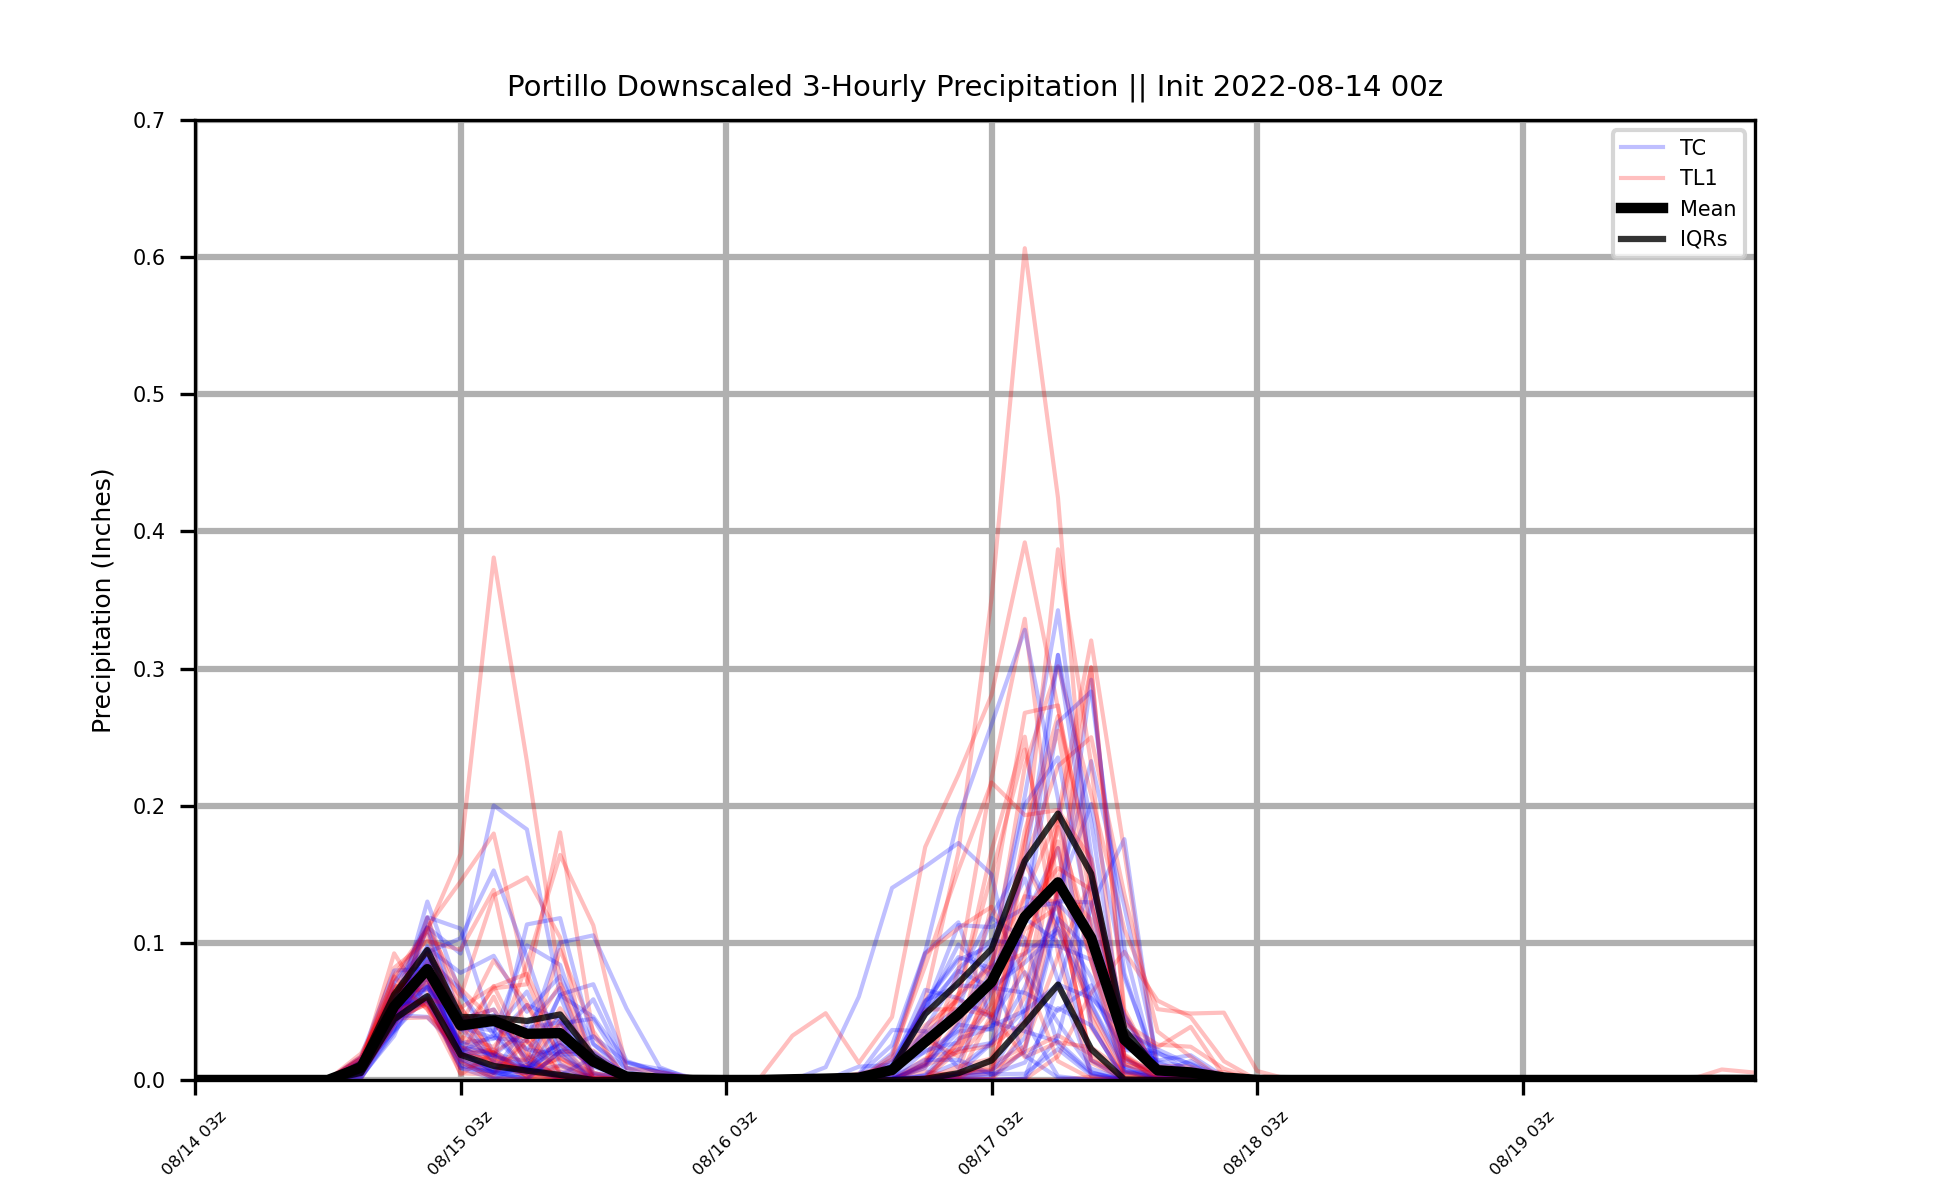 Portillo Downscaled 3-Hourly Precipitation || Init 2022-08-14 00z
0.7
0.6
0.5
0.4
0.3
0.2
0.1
0.0
Precipitation (Inches)
TC
TL1
Mean
IQRs
08/14 03z
08/15 03z
08/16 03z
08/17 03z
08/18 03z
08/19 03z